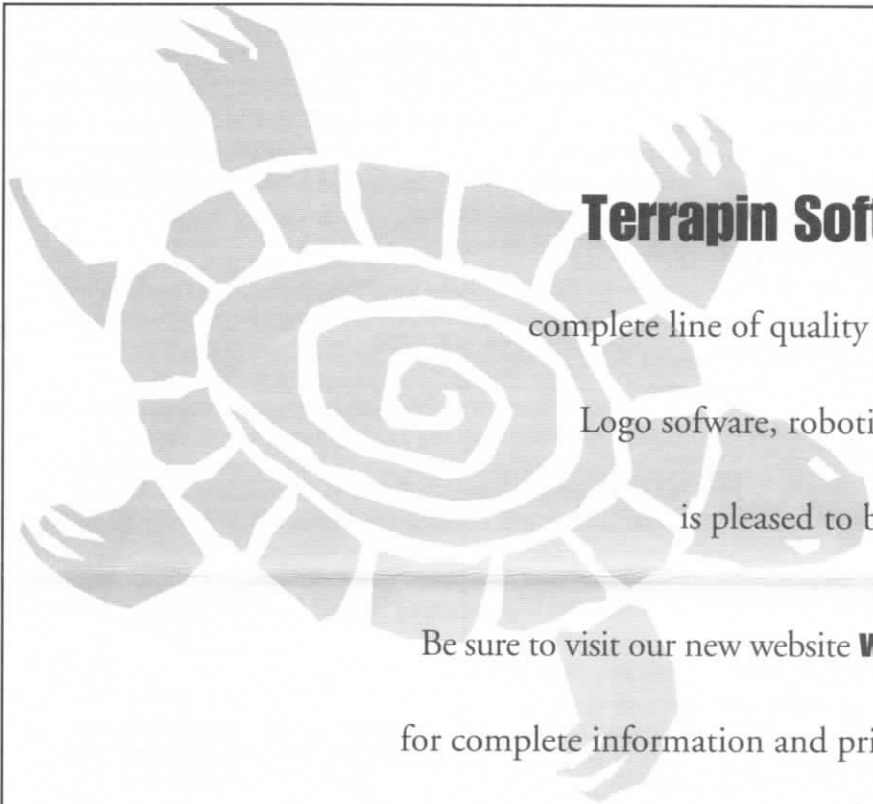 Terrapin Soft
complete line of quality
Logo sofware, roboti
is pleased to b
Be sure to visit our new website w
for complete information and pri